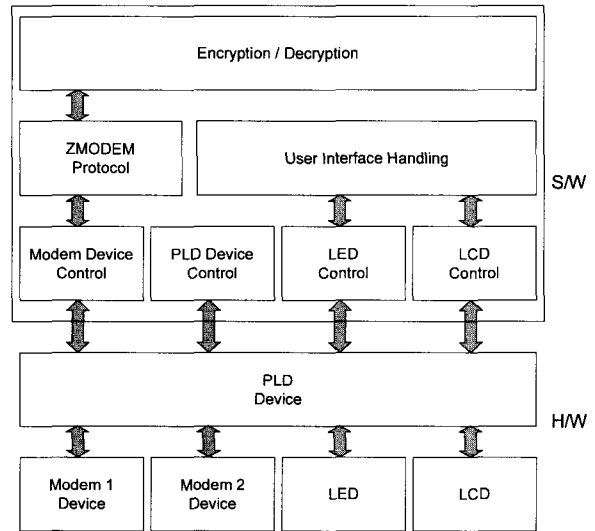 Encryption / Decryption
ZMODEM
Protocol
User Interface Handling
S/W
Modem Device
Control
PLD Device
Control
LED
Control
LCD
Control
PLD
Device
H/W
Modem 1
Device
Modem 2
Device
LED
LCD